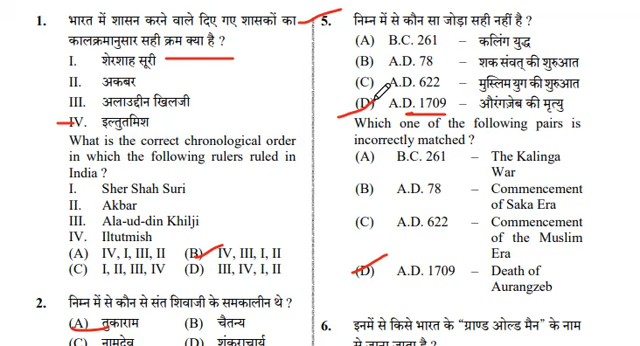 1. भारत में शासन करने वाले दिए गए शासकों का
कालक्रमानुसार सही क्रम क्या है ?
I. शेरशाह सूरी
II. अकबर
III. अलाउद्दीन खिलजी
IV. इल्तुतमिश
What is the correct chronological order
in which the following rulers ruled in
India ?
I. Sher Shah Suri
II. Akbar
III. Ala-ud-din Khilji
IV. Iltutmish
(A) IV, I, III, II (B) IV, III, I, II
(C) I, II, III, IV (D) III, IV, I, II
2. निम्न में से कौन से संत शिवाजी के समकालीन थे ?
(A) तुकाराम (B) चैतन्य
(C) नामदेव (D) शंकराचार्य
5. निम्न में से कौन सा जोड़ा सही नहीं है ?
(A) B.C. 261 – कलिंग युद्ध
(B) A.D. 78 – शक संवत् की शुरुआत
(C) A.D. 622 – मुस्लिम युग की शुरुआत
(D) A.D. 1709 – औरंगज़ेब की मृत्यु
Which one of the following pairs is
incorrectly matched ?
(A) B.C. 261 – The Kalinga
War
(B) A.D. 78 – Commencement
of Saka Era
(C) A.D. 622 – Commencement
of the Muslim
Era
(D) A.D. 1709 – Death of
Aurangzeb
6. इनमें से किसे भारत के “ग्राण्ड ओल्ड मैन” के नाम
से जाना जाता है ?